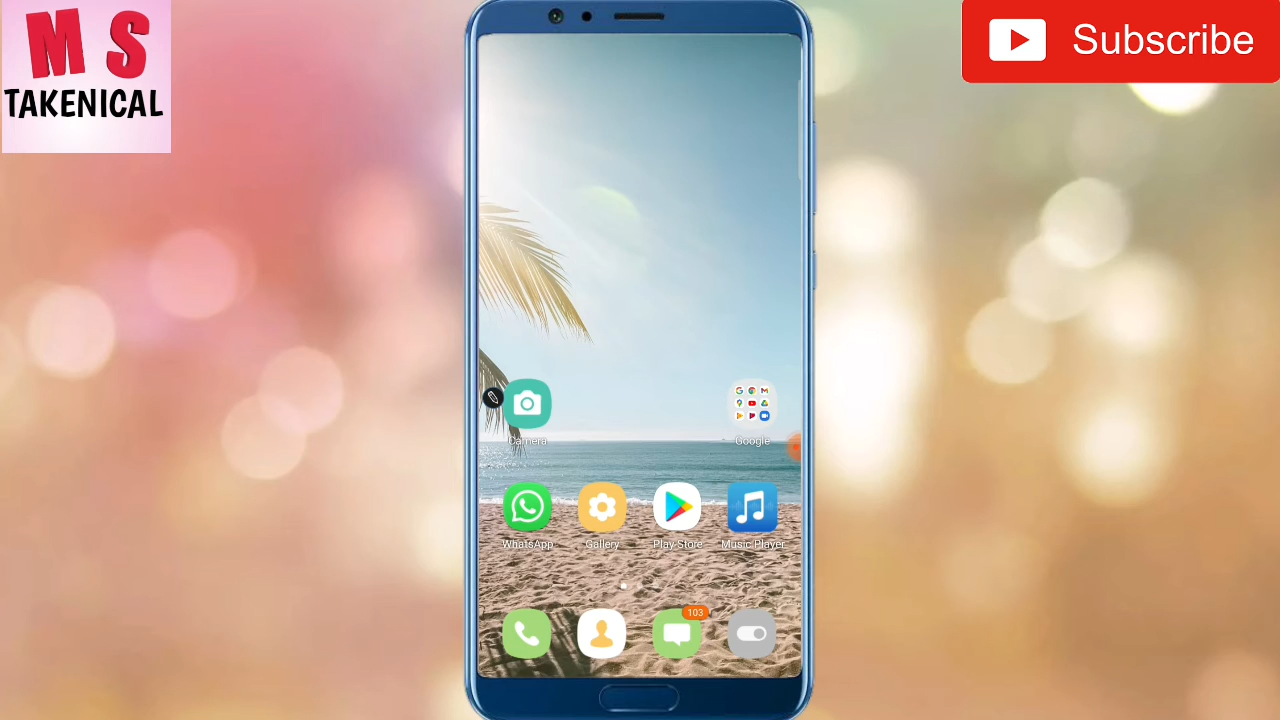 M S
TAKENICAL
Subscribe
Camera
Google
WhatsApp
Gallery
Play Store
Music Player
103